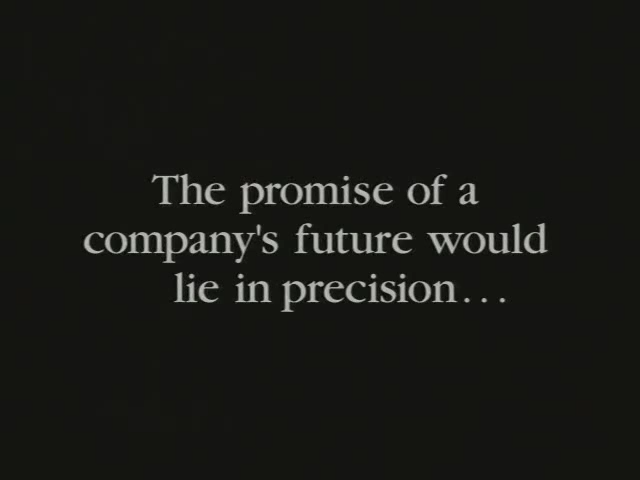 The promise of a
company's future would
lie in precision...